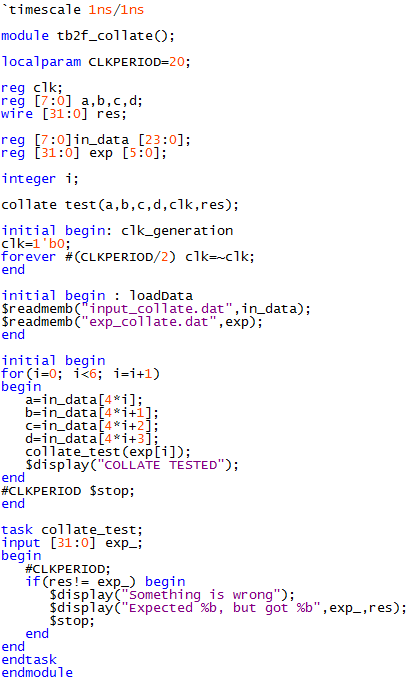 `timescale 1ns/1ns
module tb2f_collate();
localparam CLKPERIOD=20;
reg clk;
reg [7:0] a,b,c,d;
wire [31:0] res;
reg [7:0]in_data [23:0];
reg [31:0] exp [5:0];
integer i;
collate test(a,b,c,d,clk,res);
initial begin: clk_generation
clk=1'b0;
forever #(CLKPERIOD/2) clk=~clk;
end
initial begin : loadData
$readmemb("input_collate.dat",in_data);
$readmemb("exp_collate.dat",exp);
end
initial begin
for(i=0; i<6; i=i+1)
begin
a=in_data[4*i];
b=in_data[4*i+1];
c=in_data[4*i+2];
d=in_data[4*i+3];
collate_test(exp[i]);
$display("COLLATE TESTED");
end
#CLKPERIOD $stop;
end
task collate_test;
input [31:0] exp_;
begin
#CLKPERIOD;
if(res!= exp_) begin
$display("Something is wrong");
$display("Expected %b, but got %b",exp_,res);
$stop;
end
end
endtask
endmodule